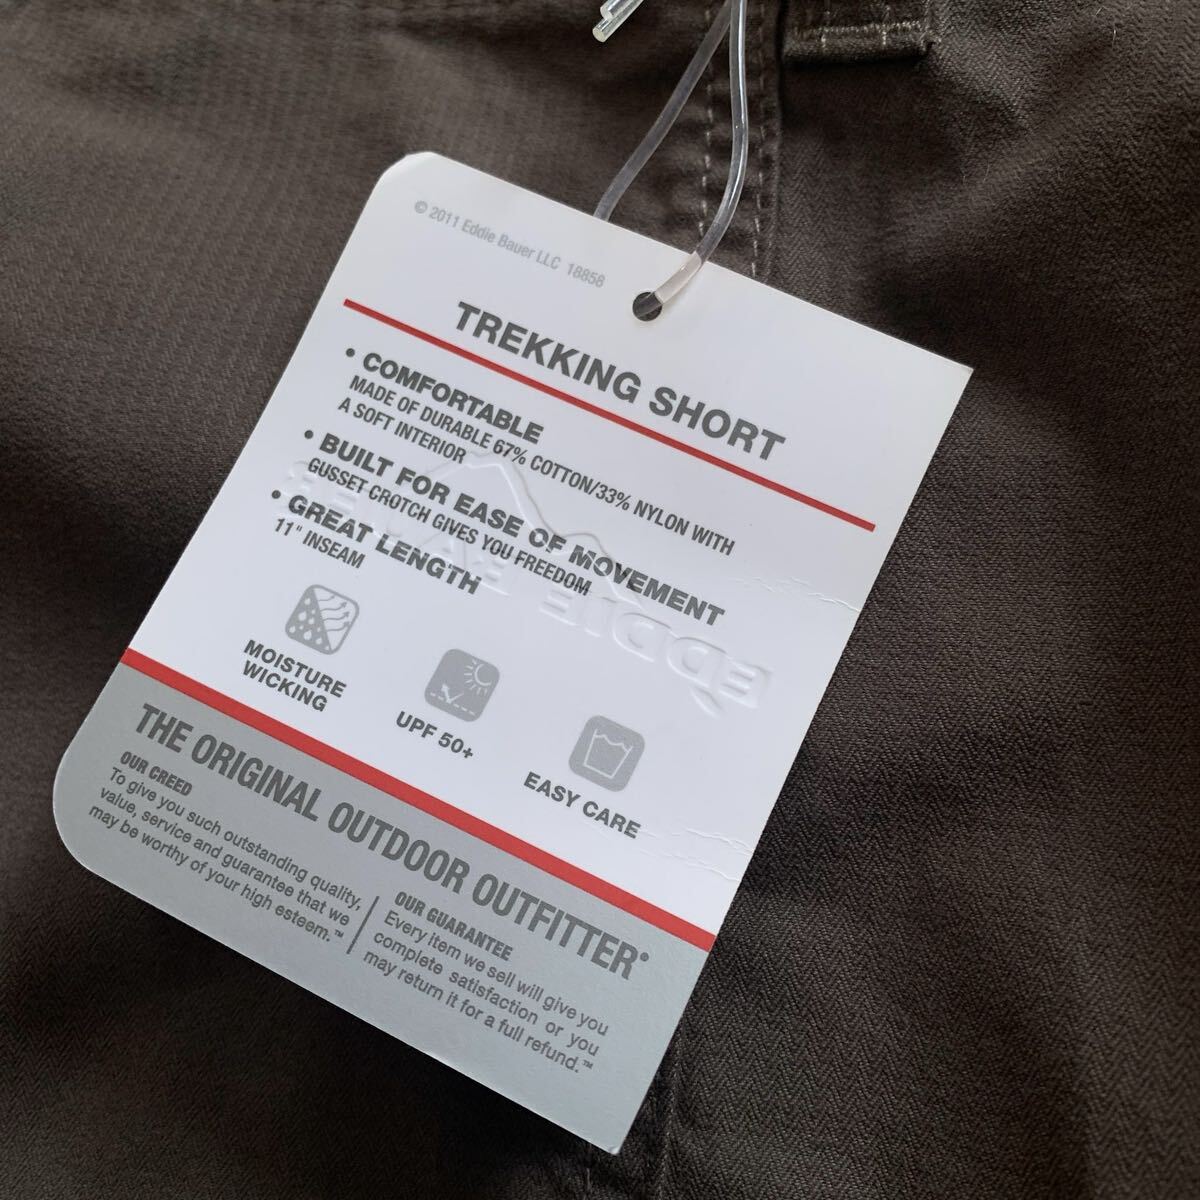 © 2011 Eddie Bauer LLC 18858
TREKKING SHORT
• COMFORTABLE
MADE OF DURABLE 67% COTTON/33% NYLON WITH
A SOFT INTERIOR
• BUILT FOR EASE OF MOVEMENT
GUSSET CROTCH GIVES YOU FREEDOM
• GREAT LENGTH
11" INSEAM
EDDIE BAUER
MOISTURE
WICKING
UPF 50+
EASY CARE
THE ORIGINAL OUTDOOR OUTFITTER®
OUR CREED
To give you such outstanding quality,
value, service and guarantee that we
may be worthy of your high esteem.™
OUR GUARANTEE
Every item we sell will give you
complete satisfaction or you
may return it for a full refund.™